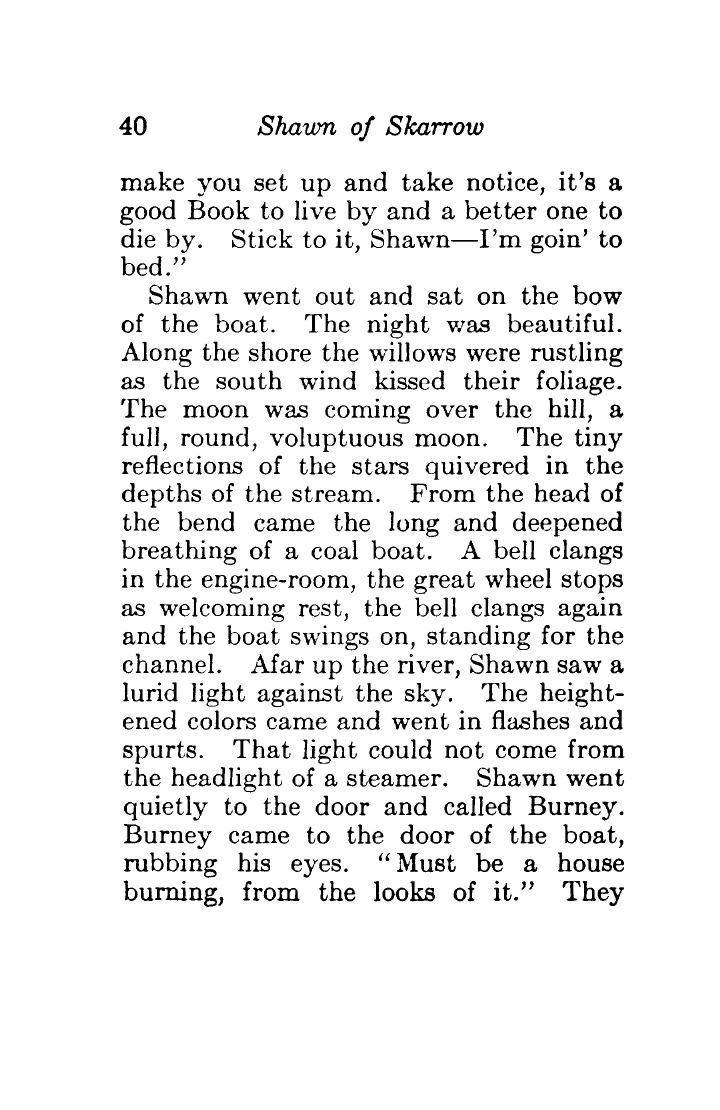 40 Shawn of Skarrow
make you set up and take notice, it's a
good Book to live by and a better one to
die by. Stick to it, Shawn—I'm goin' to
bed."
Shawn went out and sat on the bow
of the boat. The night was beautiful.
Along the shore the willows were rustling
as the south wind kissed their foliage.
The moon was coming over the hill, a
full, round, voluptuous moon. The tiny
reflections of the stars quivered in the
depths of the stream. From the head of
the bend came the long and deepened
breathing of a coal boat. A bell clangs
in the engine-room, the great wheel stops
as welcoming rest, the bell clangs again
and the boat swings on, standing for the
channel. Afar up the river, Shawn saw a
lurid light against the sky. The height-
ened colors came and went in flashes and
spurts. That light could not come from
the headlight of a steamer. Shawn went
quietly to the door and called Burney.
Burney came to the door of the boat,
rubbing his eyes. "Must be a house
burning, from the looks of it." They